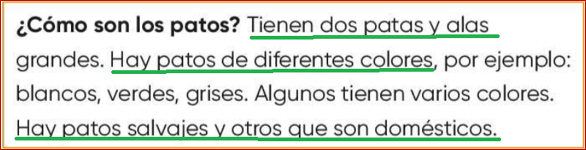 ¿Cómo son los patos? Tienen dos patas y alas
grandes. Hay patos de diferentes colores, por ejemplo:
blancos, verdes, grises. Algunos tienen varios colores.
Hay patos salvajes y otros que son domésticos.